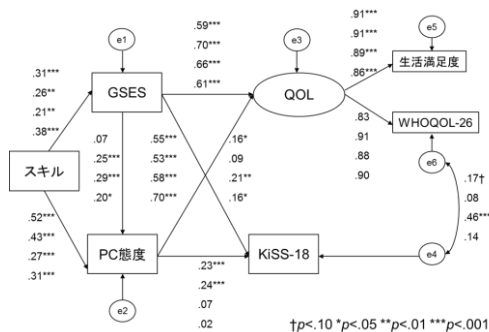 e1
e3
e5
.59***
.70***
.66***
.61***
.91***
.91***
.89***
.86***
生活満足度
.31***
.26**
.21**
.38***
GSES
QOL
WHOQOL-26
.83
.91
.88
.90
e6
.07
.25***
.29***
.20*
.55***
.53***
.58***
.70***
.16*
.09
.21**
.16*
スキル
.17†
.08
.46***
.14
.52***
.43***
.27***
.31***
PC態度
KiSS-18
e4
.23***
.24***
.07
.02
e2
†p<.10 *p<.05 **p<.01 ***p<.001